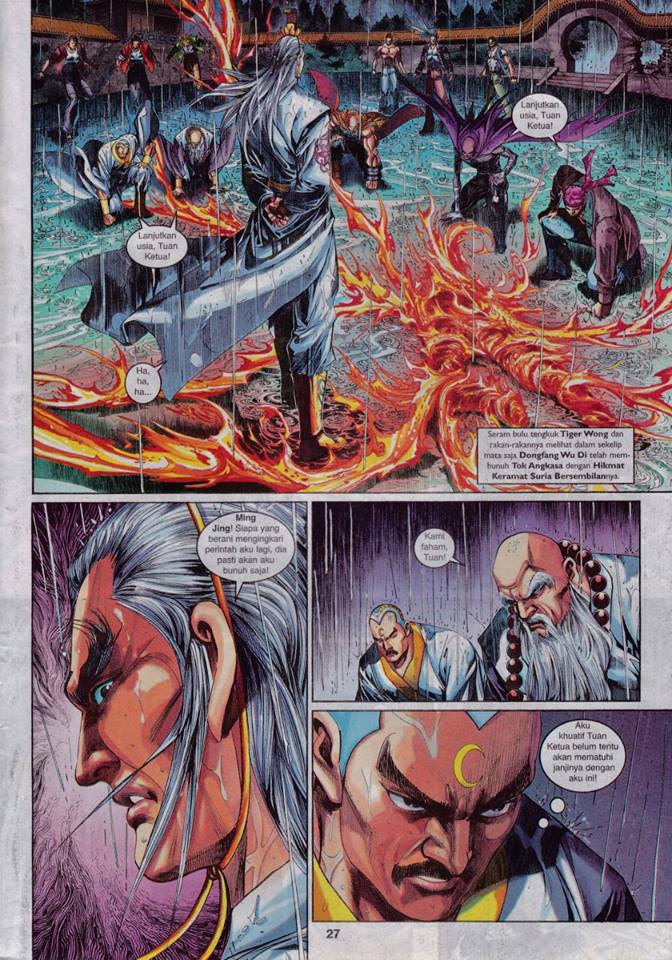 Lanjutkan
usia, Tuan
Ketua!
Lanjutkan
usia, Tuan
Ketua!
Ha,
ha,
ha...
Seram bulu tengkuk Tiger Wong dan
rakan-rakannya melihat dalam sekelip
mata saja Dongfang Wu Di telah mem-
bunuh Tok Angkasa dengan Hikmat
Keramat Suria Bersembilannya.
Ming
Jing! Siapa yang
berani mengingkari
perintah aku lagi, dia
pasti akan aku
bunuh saja!
Kami
faham,
Tuan!
Aku
khuatif Tuan
Ketua belum tentu
akan mematuhi
janjinya dengan
aku ini!
27